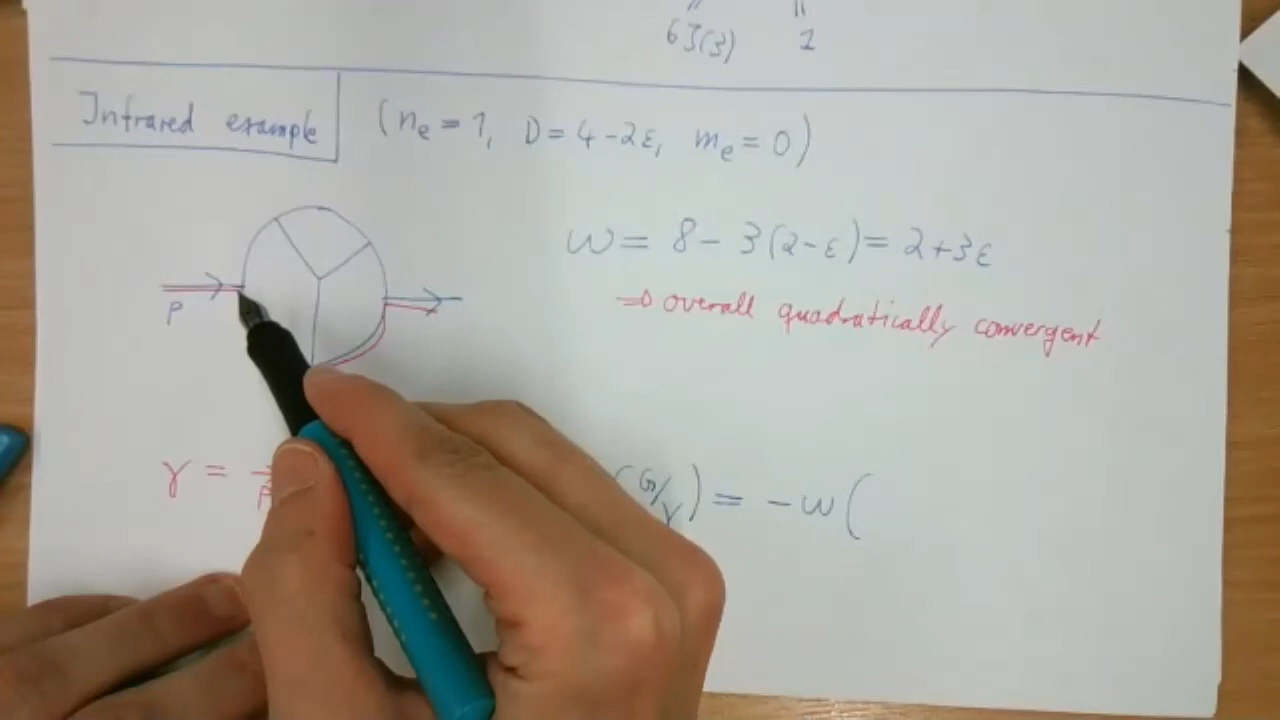 6ζ(3) 1
Infrared example (n_e = 1, D = 4 - 2ε, m_e = 0)
ω = 8 - 3(2-ε) = 2+3ε
⇒ overall quadratically convergent
P
γ =
(G/γ) = -ω(